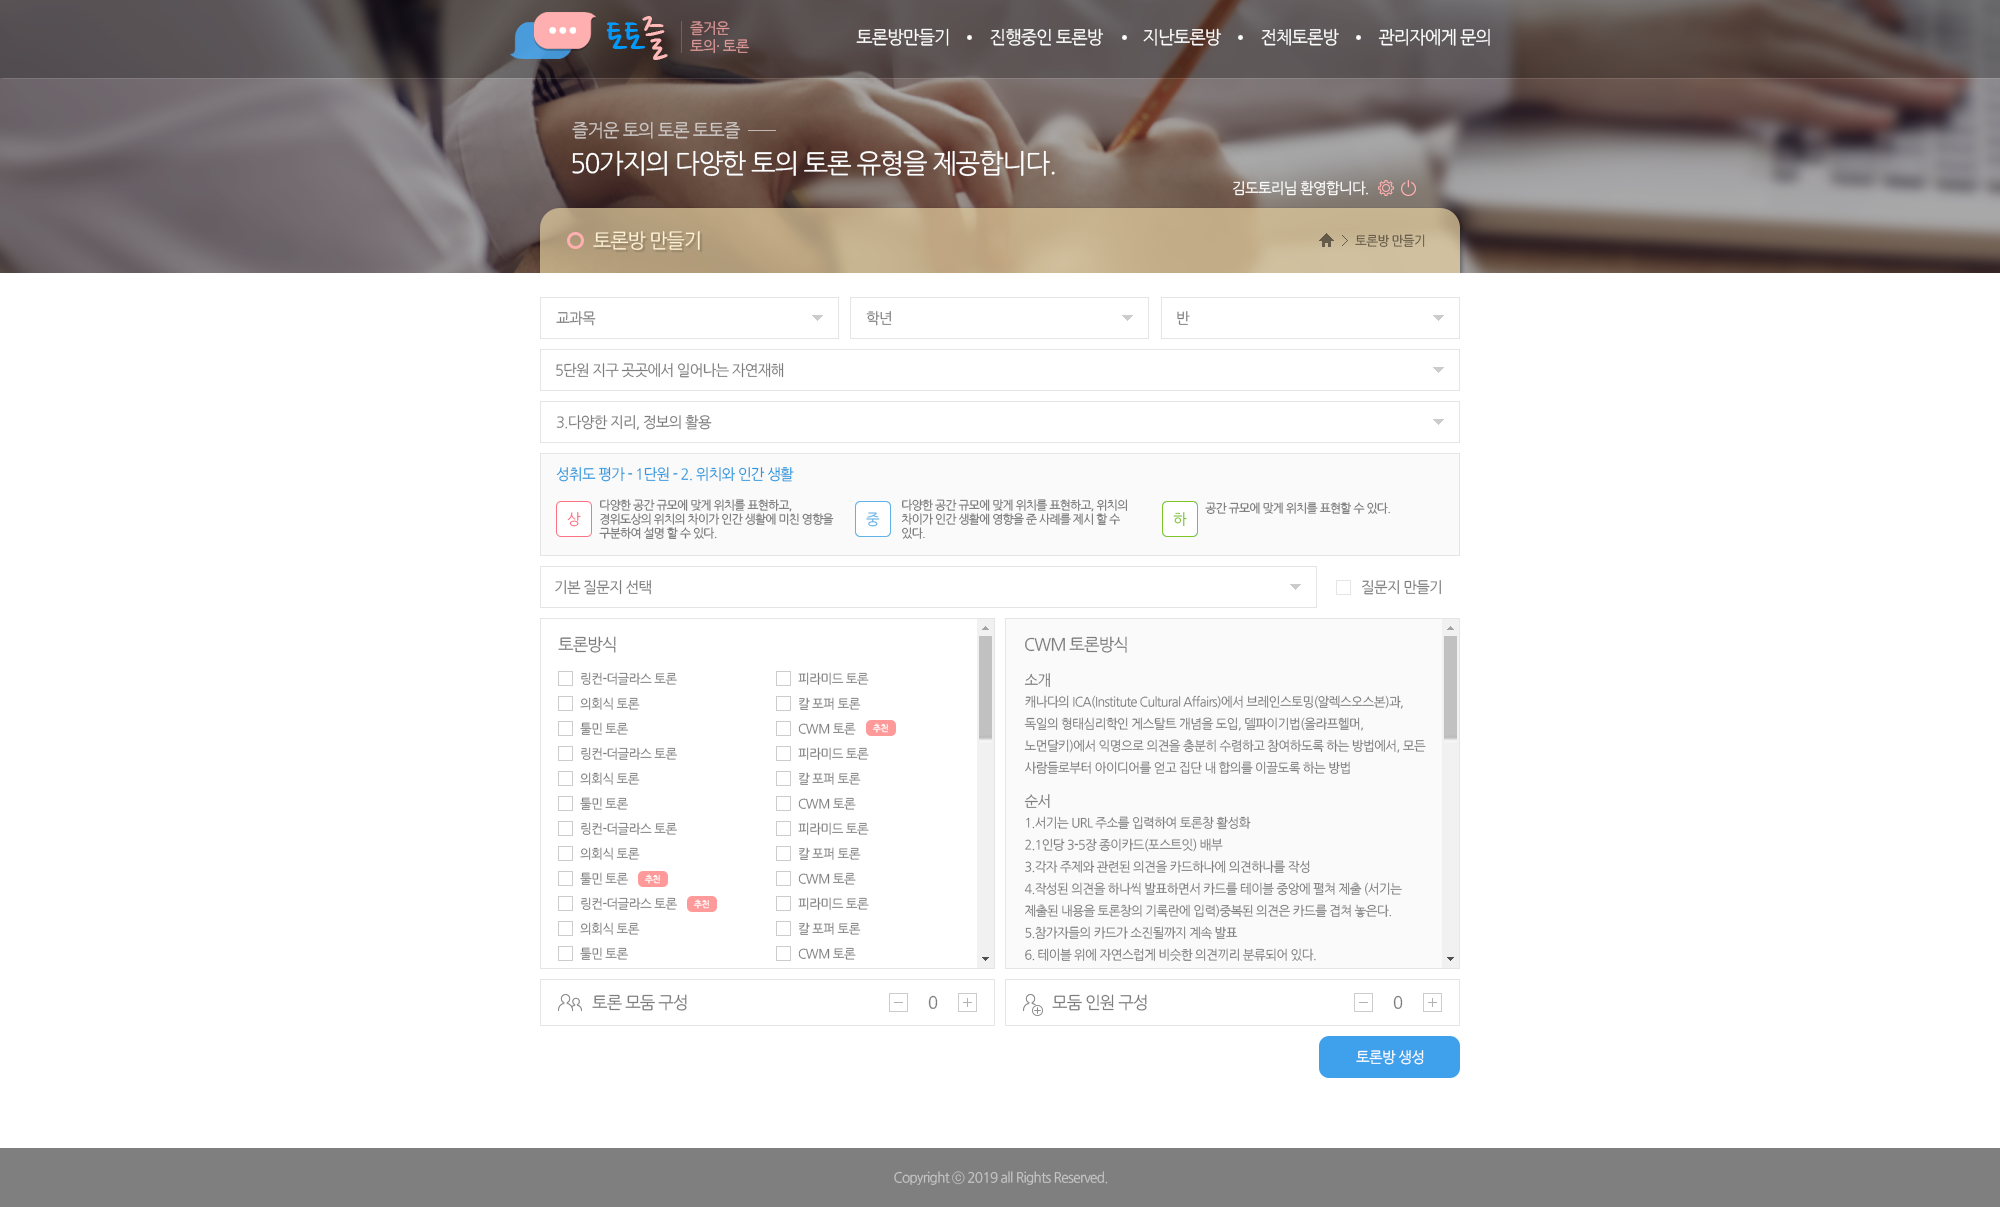 토토즐
즐거운
토의·토론
토론방만들기 • 진행중인 토론방 • 지난토론방 • 전체토론방 • 관리자에게 문의
즐거운 토의 토론 토토즐
50가지의 다양한 토의 토론 유형을 제공합니다.
김도토리님 환영합니다.
토론방 만들기
> 토론방 만들기
교과목
학년
반
5단원 지구 곳곳에서 일어나는 자연재해
3.다양한 지리, 정보의 활용
성취도 평가 - 1단원 - 2. 위치와 인간 생활
상
다양한 공간 규모에 맞게 위치를 표현하고,
경위도상의 위치의 차이가 인간 생활에 미친 영향을
구분하여 설명 할 수 있다.
중
다양한 공간 규모에 맞게 위치를 표현하고, 위치의
차이가 인간 생활에 영향을 준 사례를 제시 할 수
있다.
하
공간 규모에 맞게 위치를 표현할 수 있다.
기본 질문지 선택
질문지 만들기
토론방식
링컨-더글라스 토론
의회식 토론
툴민 토론
링컨-더글라스 토론
의회식 토론
툴민 토론
링컨-더글라스 토론
의회식 토론
툴민 토론 추천
링컨-더글라스 토론 추천
의회식 토론
툴민 토론
피라미드 토론
칼 포퍼 토론
CWM 토론 추천
피라미드 토론
칼 포퍼 토론
CWM 토론
피라미드 토론
칼 포퍼 토론
CWM 토론
피라미드 토론
칼 포퍼 토론
CWM 토론
CWM 토론방식
소개
캐나다의 ICA(Institute Cultural Affairs)에서 브레인스토밍(알렉스오스본)과,
독일의 형태심리학인 게스탈트 개념을 도입, 델파이기법(올라프헬머,
노먼달키)에서 익명으로 의견을 충분히 수렴하고 참여하도록 하는 방법에서, 모든
사람들로부터 아이디어를 얻고 집단 내 합의를 이끌도록 하는 방법
순서
1.서기는 URL 주소를 입력하여 토론창 활성화
2.1인당 3-5장 종이카드(포스트잇) 배부
3.각자 주제와 관련된 의견을 카드하나에 의견하나를 작성
4.작성된 의견을 하나씩 발표하면서 카드를 테이블 중앙에 펼쳐 제출 (서기는
제출된 내용을 토론창의 기록란에 입력)중복된 의견은 카드를 겹쳐 놓은다.
5.참가자들의 카드가 소진될까지 계속 발표
6. 테이블 위에 자연스럽게 비슷한 의견끼리 분류되어 있다.
토론 모둠 구성
0
모둠 인원 구성
0
토론방 생성
Copyright ⓒ 2019 all Rights Reserved.